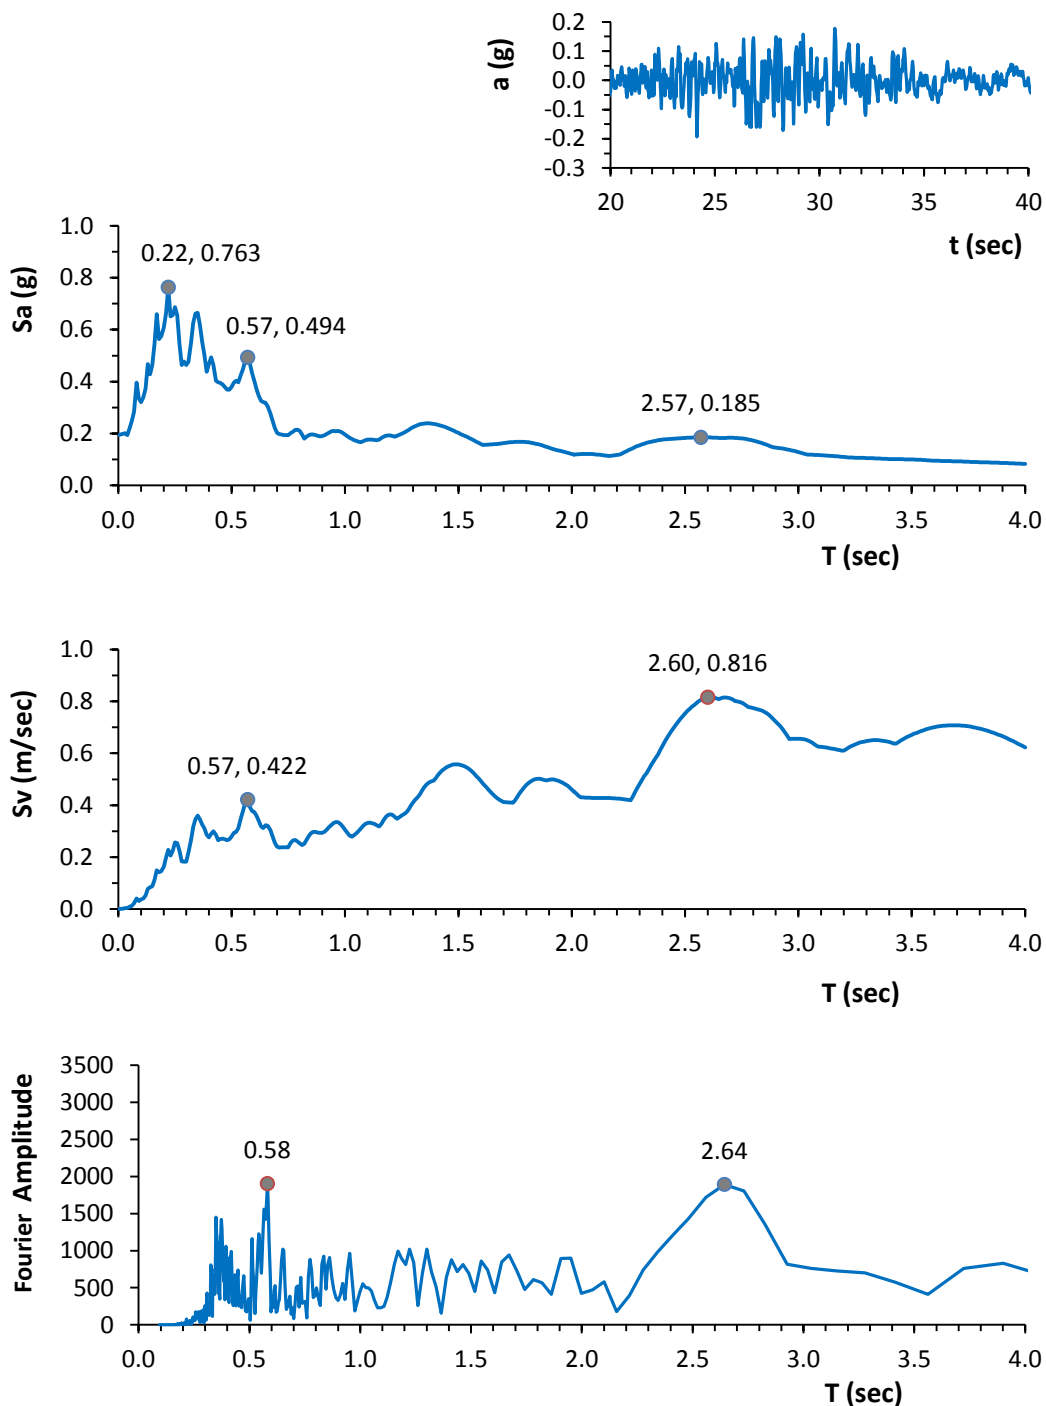 a (g)
0.2
0.1
0.0
-0.1
-0.2
-0.3
20 25 30 35 40
t (sec)
Sa (g)
1.0
0.8
0.6
0.4
0.2
0.0
0.22, 0.763
0.57, 0.494
2.57, 0.185
0.0 0.5 1.0 1.5 2.0 2.5 3.0 3.5 4.0
T (sec)
Sv (m/sec)
1.0
0.8
0.6
0.4
0.2
0.0
2.60, 0.816
0.57, 0.422
0.0 0.5 1.0 1.5 2.0 2.5 3.0 3.5 4.0
T (sec)
Fourier Amplitude
3500
3000
2500
2000
1500
1000
500
0
0.58
2.64
0.0 0.5 1.0 1.5 2.0 2.5 3.0 3.5 4.0
T (sec)